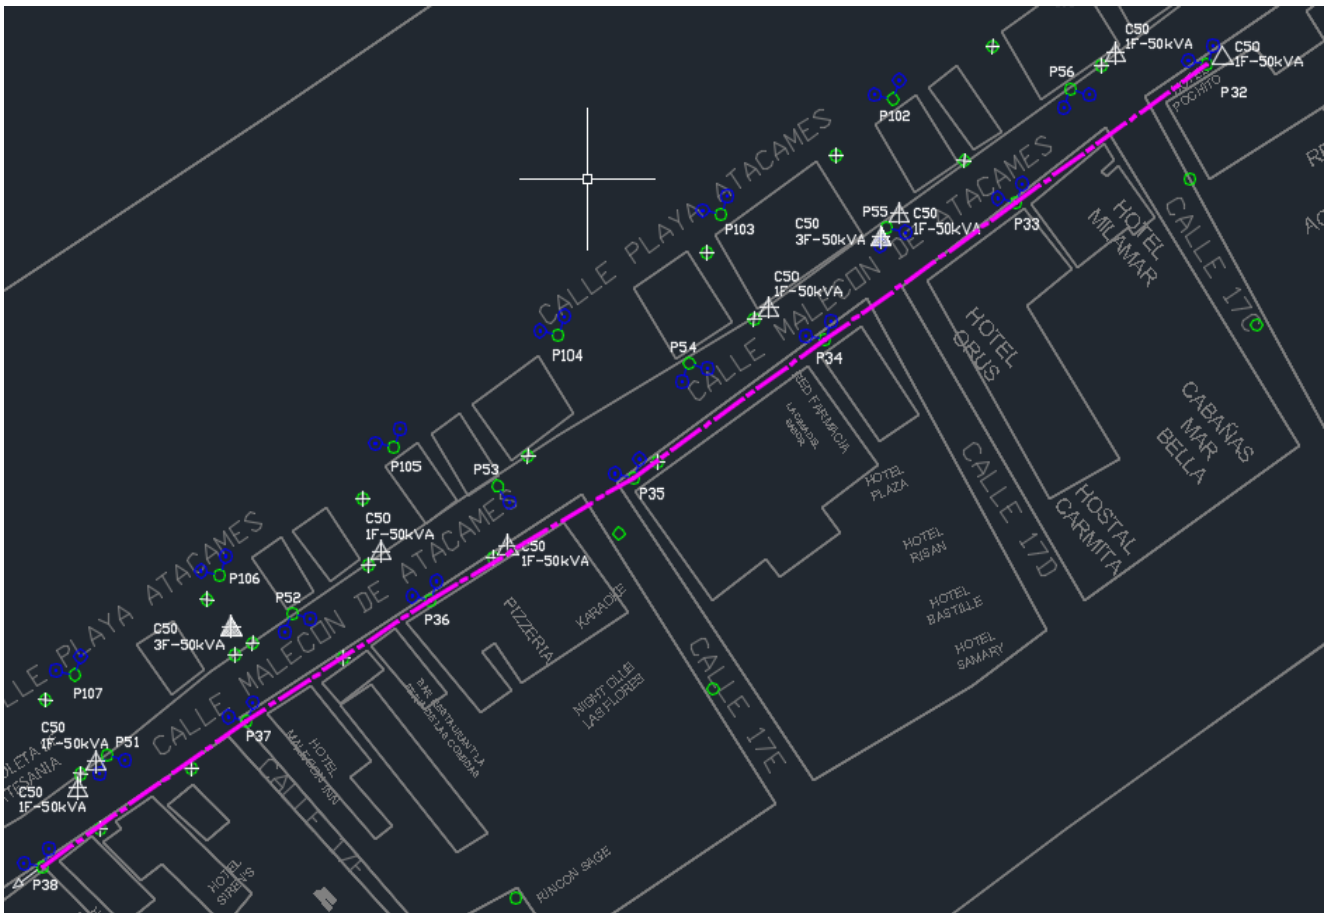 C50
1F-50kVA
C50
1F-50kVA
P56
P32
POCHITO
P102
CALLE PLAYA ATACAMES
P103
P55
C50
1F-50kVA
C50
3F-50kVA
CALLE MALECON DE ATACAMES
P33
HOTEL
MILAMAR
CALLE 17C
C50
1F-50kVA
P104
P54
P34
HOTEL
ORUS
RED FARMACIA
CABAÑAS
MAR
BELLA
P105
P53
P35
HOTEL
PLAZA
CALLE 17D
HOSTAL
CARMITA
C50
1F-50kVA
C50
1F-50kVA
HOTEL
RISAN
CALLE PLAYA ATACAMES
P106
P52
CALLE MALECON DE ATACAMES
P36
PIZZERIA
KARAOKE
HOTEL
BASTILLE
HOTEL
SAMARY
C50
3F-50kVA
P107
P37
NIGHT CLUB
LAS FLORES
CALLE 17E
C50
1F-50kVA
P51
HOTEL
MALECON INN
CALLE 17F
C50
1F-50kVA
P38
HOTEL
SIREN'S
RINCON SAGE